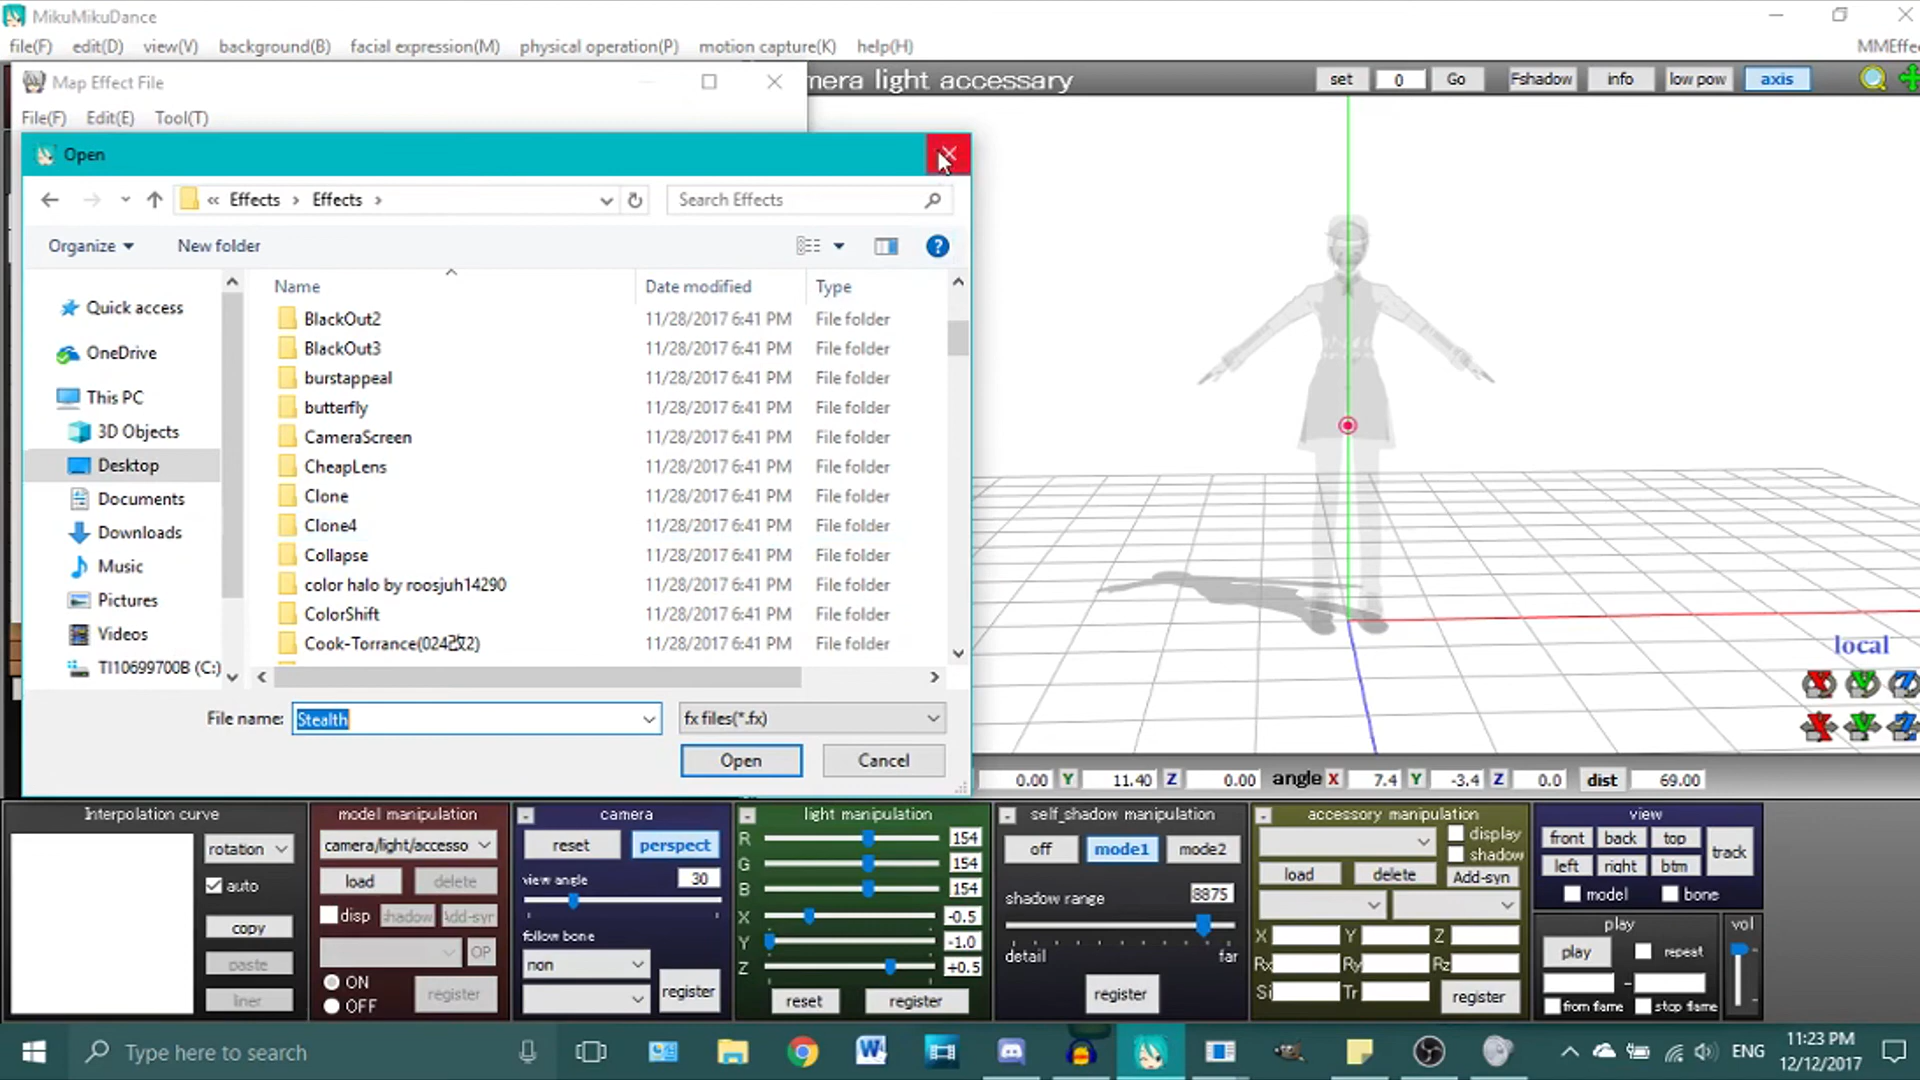 MikuMikuDance
file(F) edit(D) view(V) background(B) facial expression(M) physical operation(P) motion capture(K) help(H)
MMEffec
Map Effect File
File(F) Edit(E) Tool(T)
mera light accessary
set 0 Go Fshadow info low pow axis
Open
« Effects › Effects ›
Search Effects
Organize New folder
Name Date modified Type
Quick access
OneDrive
This PC
3D Objects
Desktop
Documents
Downloads
Music
Pictures
Videos
TI10699700B (C:)
BlackOut2 11/28/2017 6:41 PM File folder
BlackOut3 11/28/2017 6:41 PM File folder
burstappeal 11/28/2017 6:41 PM File folder
butterfly 11/28/2017 6:41 PM File folder
CameraScreen 11/28/2017 6:41 PM File folder
CheapLens 11/28/2017 6:41 PM File folder
Clone 11/28/2017 6:41 PM File folder
Clone4 11/28/2017 6:41 PM File folder
Collapse 11/28/2017 6:41 PM File folder
color halo by roosjuh14290 11/28/2017 6:41 PM File folder
ColorShift 11/28/2017 6:41 PM File folder
Cook-Torrance(024改2) 11/28/2017 6:41 PM File folder
File name: Stealth fx files(*.fx)
Open Cancel
local
X Y Z
X Y Z
0.00 Y 11.40 Z 0.00 angle X 7.4 Y -3.4 Z 0.0 dist 69.00
Interpolation curve
rotation
auto
copy
paste
liner
model manipulation
camera/light/accesso
load delete
disp shadow Add-syn
OP
ON
OFF
register
camera
reset perspect
view angle 30
follow bone
non
register
light manipulation
R 154
G 154
B 154
X -0.5
Y -1.0
Z +0.5
reset register
self_shadow manipulation
off mode1 mode2
shadow range 8875
detail far
register
accessory manipulation
display
shadow
load delete Add-syn
X Y Z
Rx Ry Rz
Si Tr register
view
front back top
left right btm
track
model bone
play
play repeat
-
from flame stop flame
vol
Type here to search
ENG
11:23 PM
12/12/2017